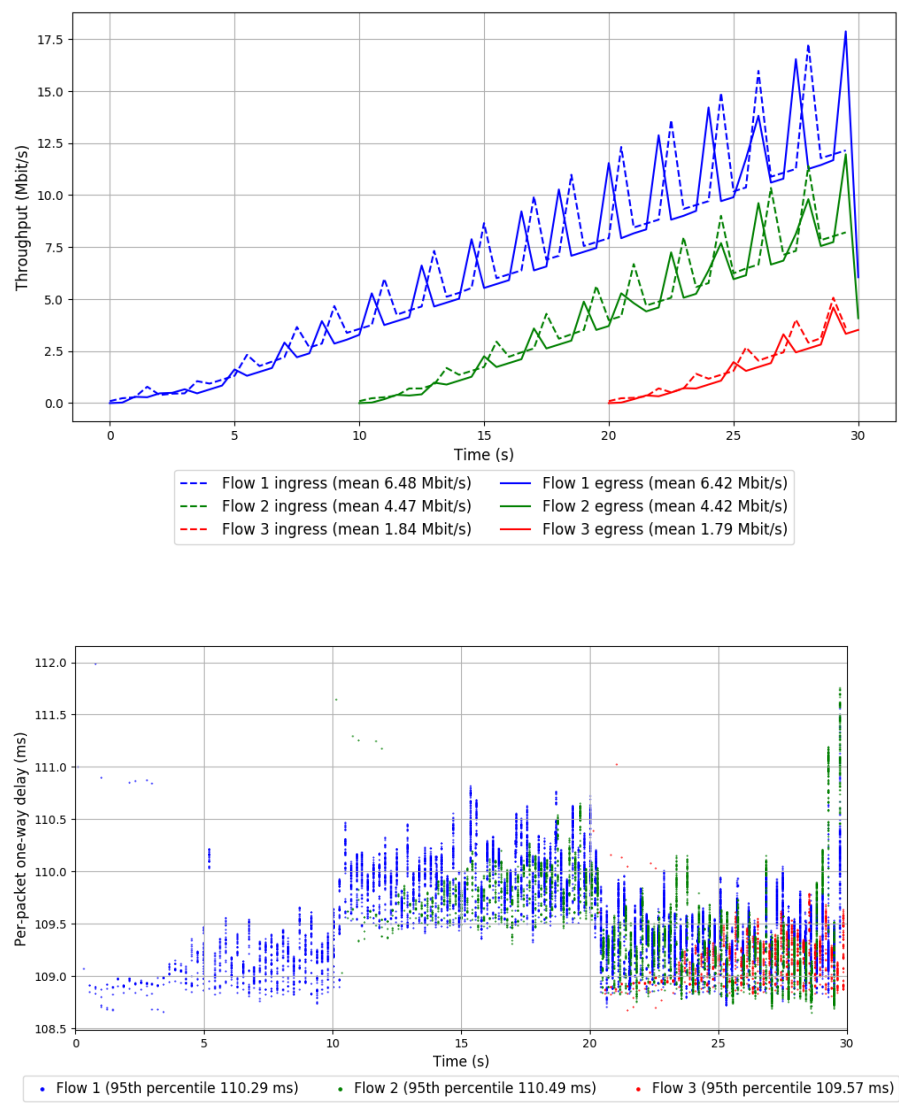 17.5
15.0
12.5
10.0
7.5
5.0
2.5
0.0
Throughput (Mbit/s)
0 5 10 15 20 25 30
Time (s)
Flow 1 ingress (mean 6.48 Mbit/s) Flow 1 egress (mean 6.42 Mbit/s)
Flow 2 ingress (mean 4.47 Mbit/s) Flow 2 egress (mean 4.42 Mbit/s)
Flow 3 ingress (mean 1.84 Mbit/s) Flow 3 egress (mean 1.79 Mbit/s)
112.0
111.5
111.0
110.5
110.0
109.5
109.0
108.5
Per-packet one-way delay (ms)
0 5 10 15 20 25 30
Time (s)
Flow 1 (95th percentile 110.29 ms) Flow 2 (95th percentile 110.49 ms) Flow 3 (95th percentile 109.57 ms)